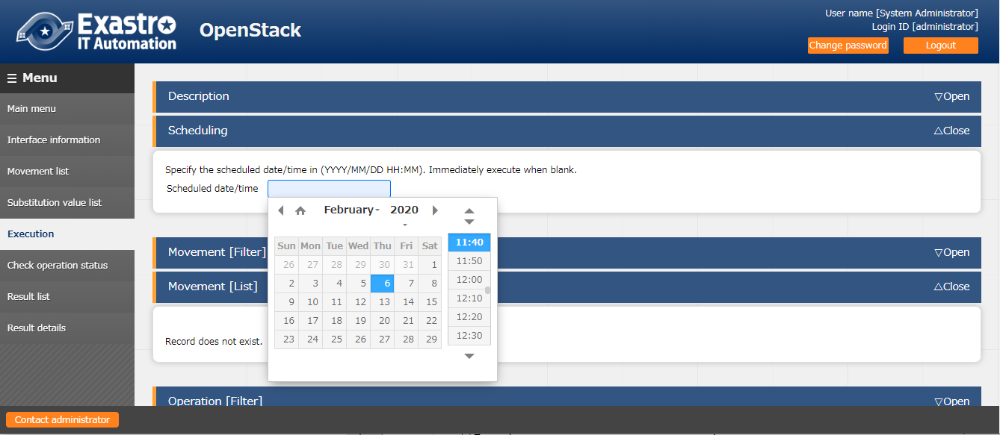 Exastro
IT Automation
OpenStack
User name [System Administrator]
Login ID [administrator]
Change password
Logout
Menu
Main menu
Interface information
Movement list
Substitution value list
Execution
Check operation status
Result list
Result details
Description
▽Open
Scheduling
△Close
Specify the scheduled date/time in (YYYY/MM/DD HH:MM). Immediately execute when blank.
Scheduled date/time
February 2020
Sun Mon Tue Wed Thu Fri Sat
26 27 28 29 30 31 1
2 3 4 5 6 7 8
9 10 11 12 13 14 15
16 17 18 19 20 21 22
23 24 25 26 27 28 29
11:40
11:50
12:00
12:10
12:20
12:30
Movement [Filter]
▽Open
Movement [List]
△Close
Record does not exist.
Operation [Filter]
▽Open
Contact administrator